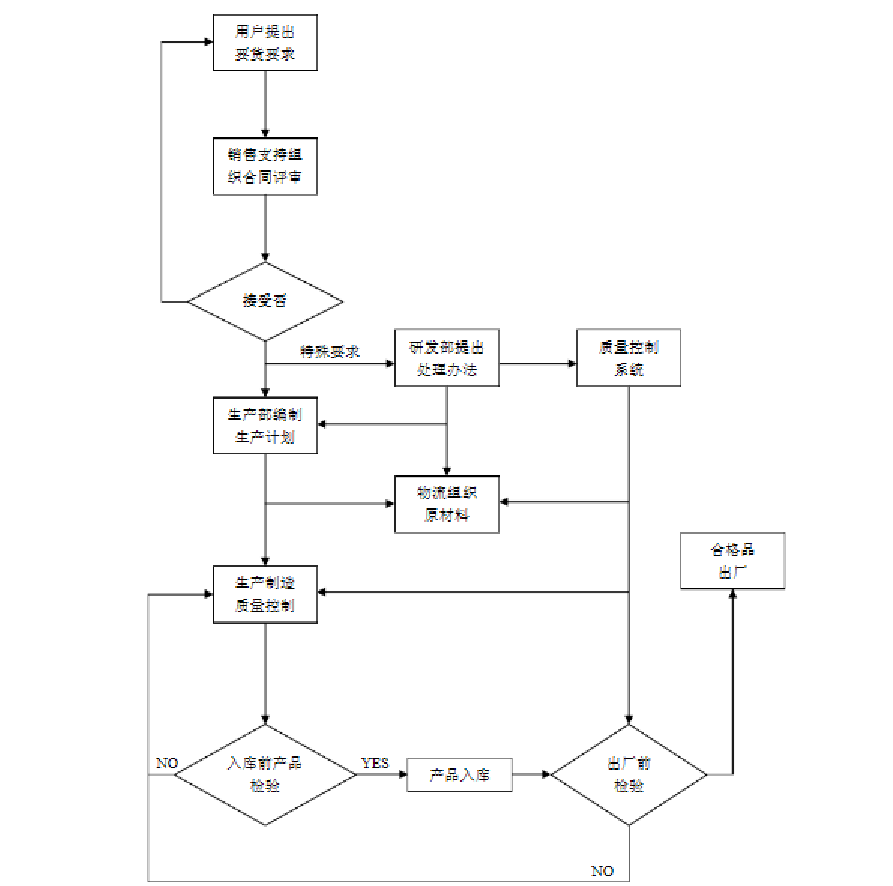 用户提出
要货要求
销售支持组
织合同评审
接受否
特殊要求
研发部提出
处理办法
质量控制
系统
生产部编制
生产计划
物流组织
原材料
合格品
出厂
生产制造
质量控制
NO
入库前产品
检验
YES
产品入库
出厂前
检验
NO